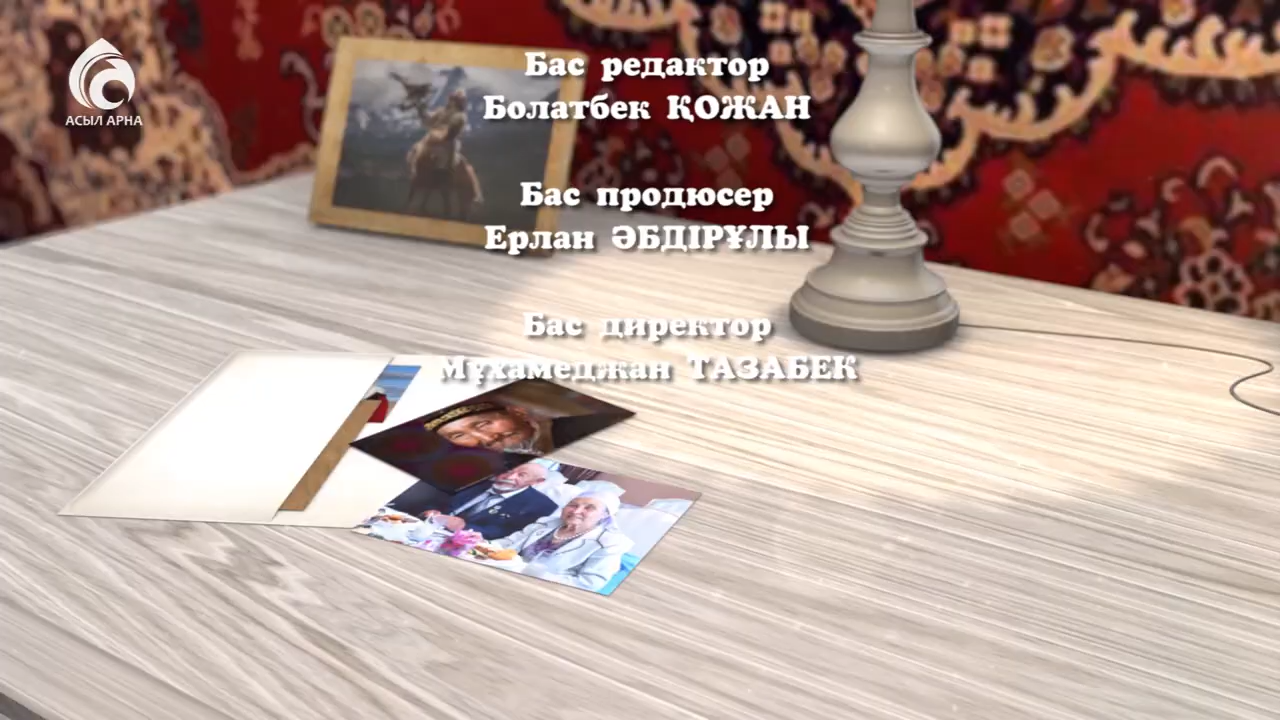 АСЫЛ АРНА
Бас редактор
Болатбек ҚОЖАН
Бас продюсер
Ерлан ӘБДІРҰЛЫ
Бас директор
Мұхамеджан ТАЗАБЕК